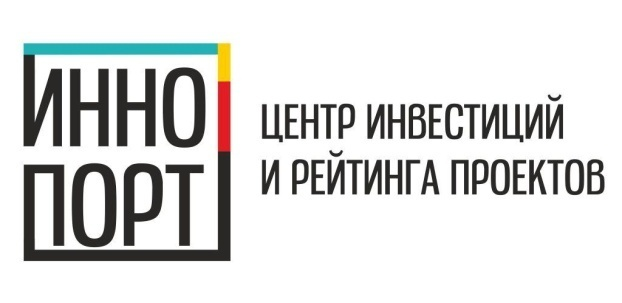 ИННО
ПОРТ
ЦЕНТР ИНВЕСТИЦИЙ
И РЕЙТИНГА ПРОЕКТОВ